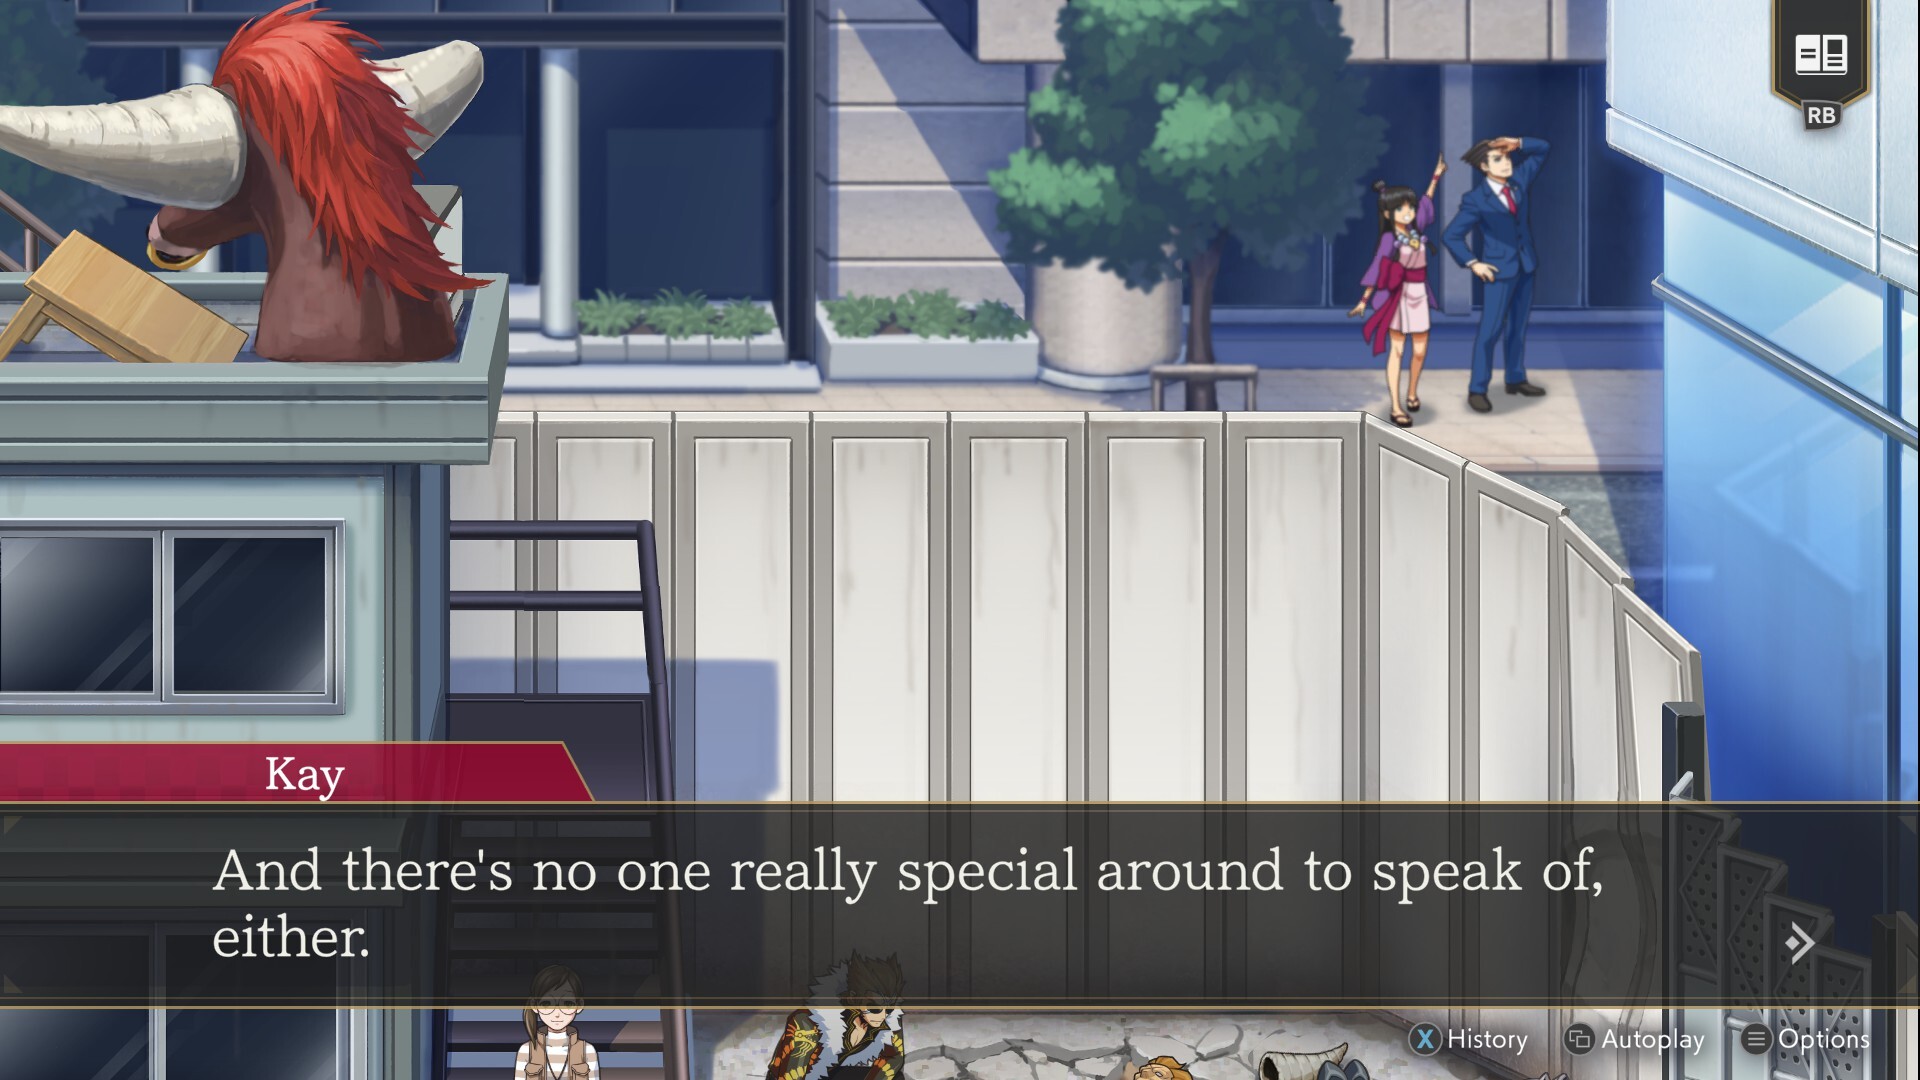 RB
Kay
And there's no one really special around to speak of,
either.
X History Autoplay Options